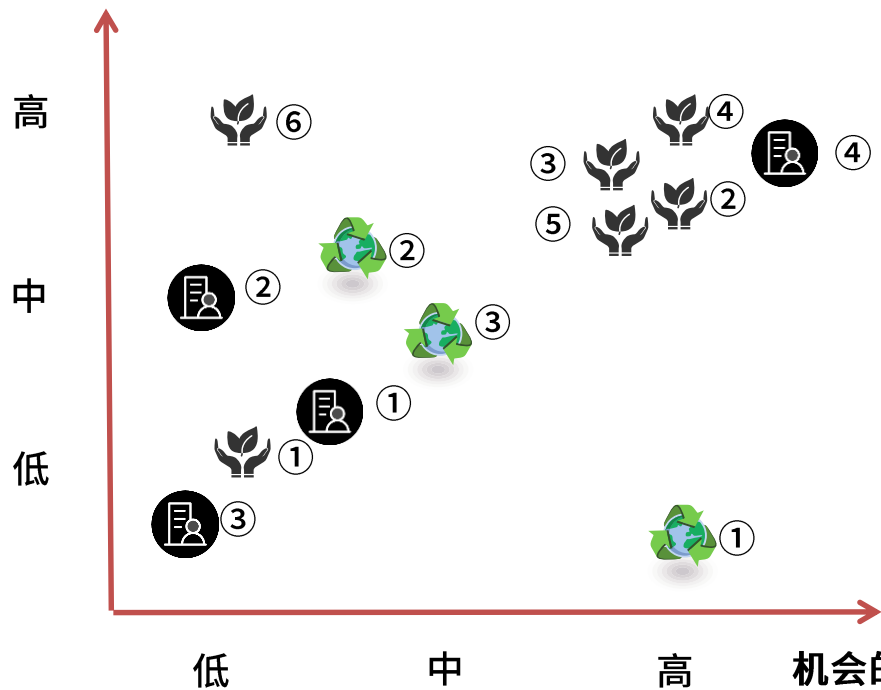 高
⑥
④
③
④
②
⑤
②
中
②
③
①
低
①
③
①
低
中
高
机会的